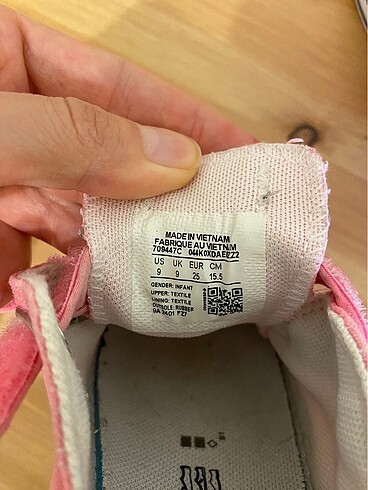 MADE IN VIETNAM
FABRIQUE AU VIETNAM
709447C
US UK EUR CM
9 9 25 15.5
GENDER: INFANT
UPPER: TEXTILE
LINING: TEXTILE
OUTSOLE: RUBBER